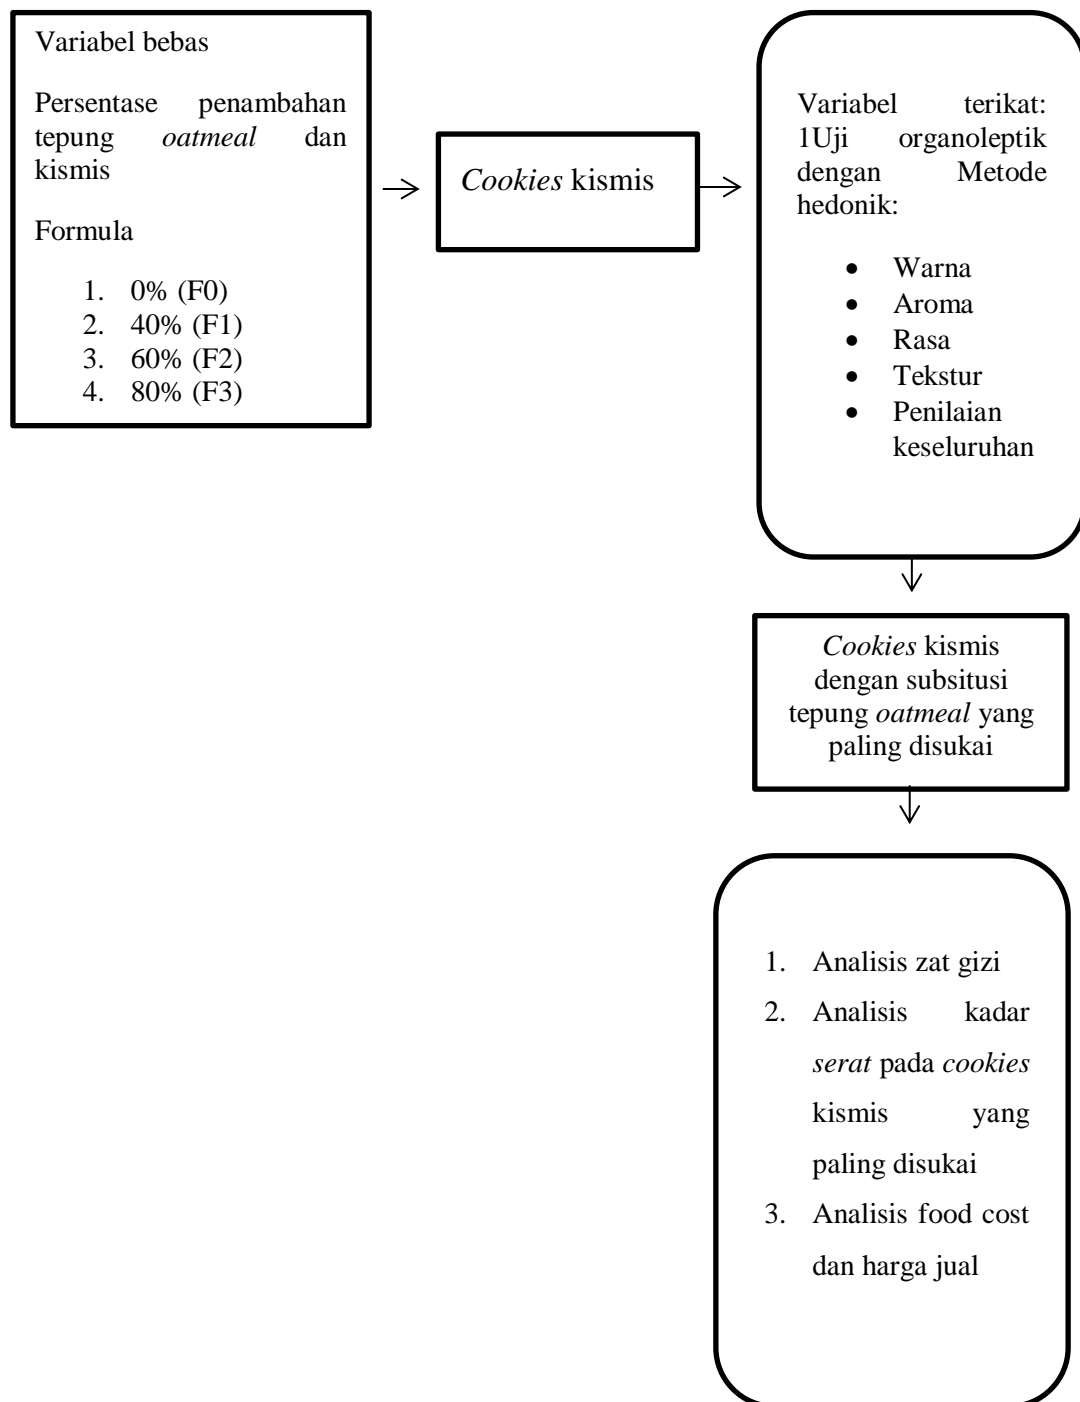 Variabel bebas
Persentase penambahan
tepung oatmeal dan
kismis
Formula
1. 0% (F0)
2. 40% (F1)
3. 60% (F2)
4. 80% (F3)
Cookies kismis
Variabel terikat:
1Uji organoleptik
dengan Metode
hedonik:
• Warna
• Aroma
• Rasa
• Tekstur
• Penilaian
keseluruhan
Cookies kismis
dengan subsitusi
tepung oatmeal yang
paling disukai
1. Analisis zat gizi
2. Analisis kadar
serat pada cookies
kismis yang
paling disukai
3. Analisis food cost
dan harga jual